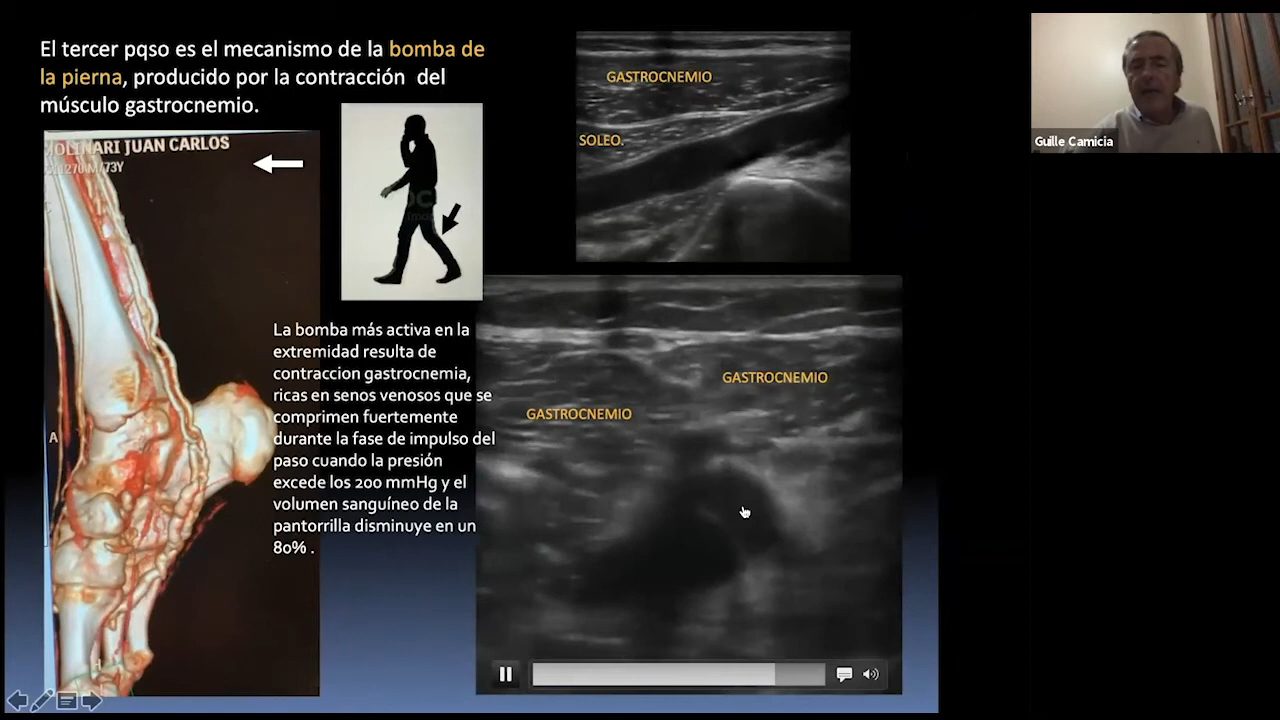 El tercer pqso es el mecanismo de la bomba de
la pierna, producido por la contracción del
músculo gastrocnemio.
MOLINARI JUAN CARLOS
M/73Y
A
H
La bomba más activa en la
extremidad resulta de
contraccion gastrocnemia,
ricas en senos venosos que se
comprimen fuertemente
durante la fase de impulso del
paso cuando la presión
excede los 200 mmHg y el
volumen sanguíneo de la
pantorrilla disminuye en un
80% .
GASTROCNEMIO
SOLEO.
GASTROCNEMIO
GASTROCNEMIO
Guille Camicia